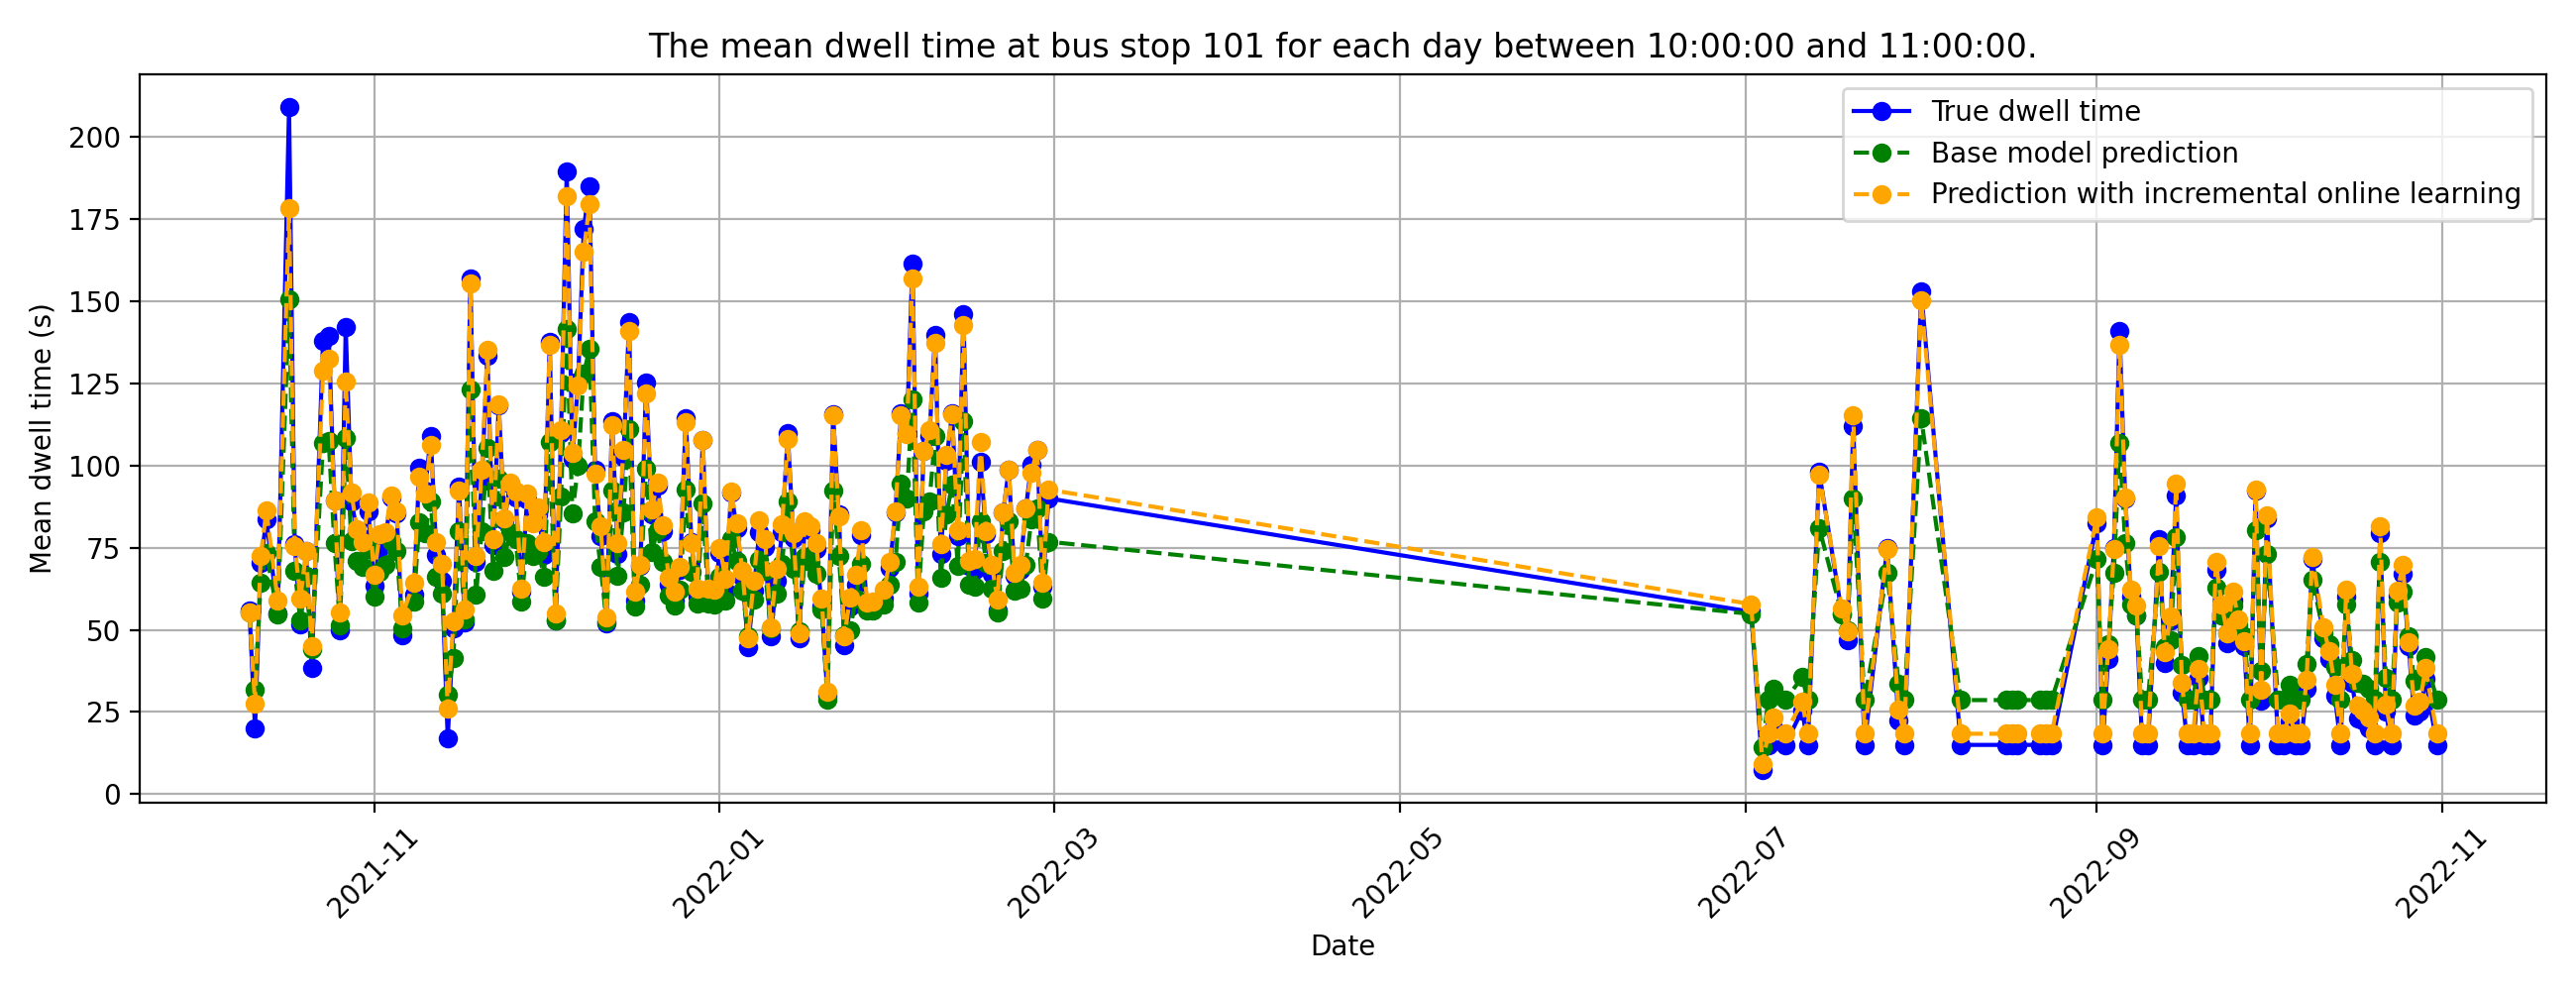 The mean dwell time at bus stop 101 for each day between 10:00:00 and 11:00:00.
True dwell time
Base model prediction
Prediction with incremental online learning
Mean dwell time (s)
200
175
150
125
100
75
50
25
0
2021-11
2022-01
2022-03
2022-05
2022-07
2022-09
2022-11
Date